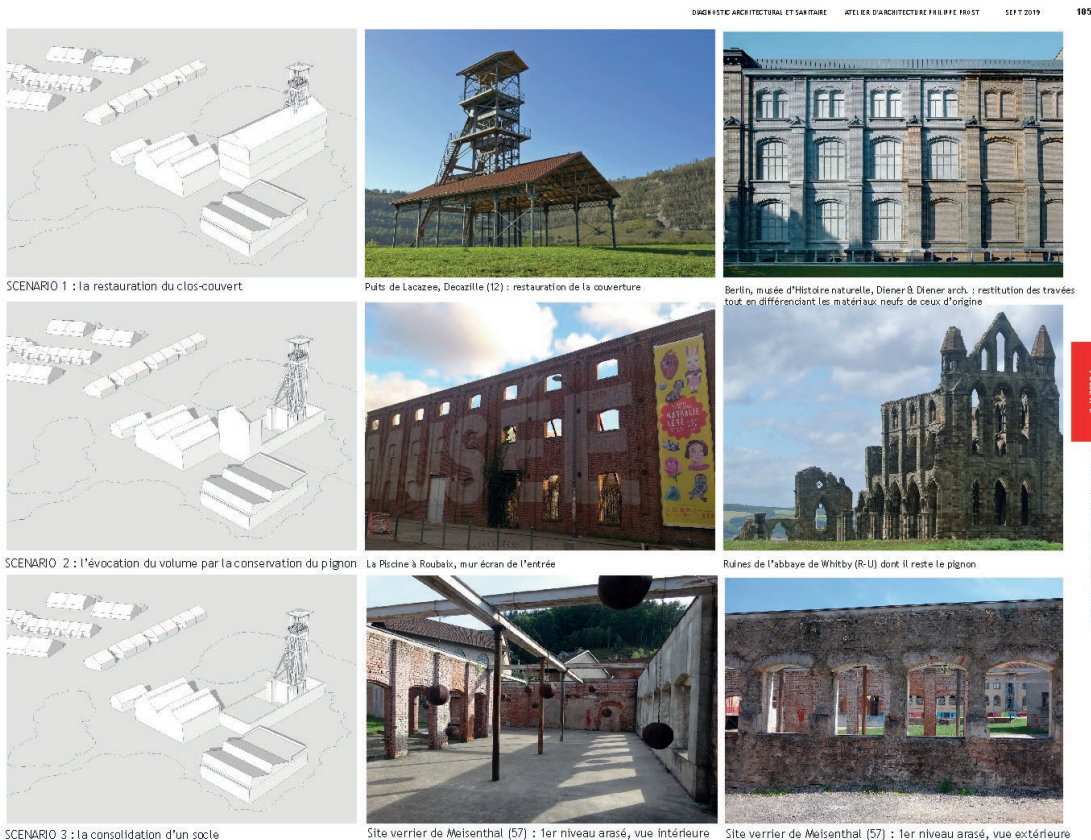 DIAGNOSTIC ARCHITECTURAL ET SANITAIRE ATELIER D'ARCHITECTURE PHILIPPE PROST SEPT 2019 105
SCENARIO 1 : la restauration du clos-couvert
Puits de Lacazee, Decazille (12) : restauration de la couverture
Berlin, musée d'Histoire naturelle, Diener & Diener arch. : restitution des travées
tout en différenciant les matériaux neufs de ceux d'origine
MUSEE
NATHALIE
LÉTÉ
SCENARIO 2 : l'évocation du volume par la conservation du pignon
La Piscine à Roubaix, mur écran de l'entrée
Ruines de l'abbaye de Whitby (R-U) dont il reste le pignon
SCENARIO 3 : la consolidation d'un socle
Site verrier de Meisenthal (57) : 1er niveau arasé, vue intérieure
Site verrier de Meisenthal (57) : 1er niveau arasé, vue extérieure